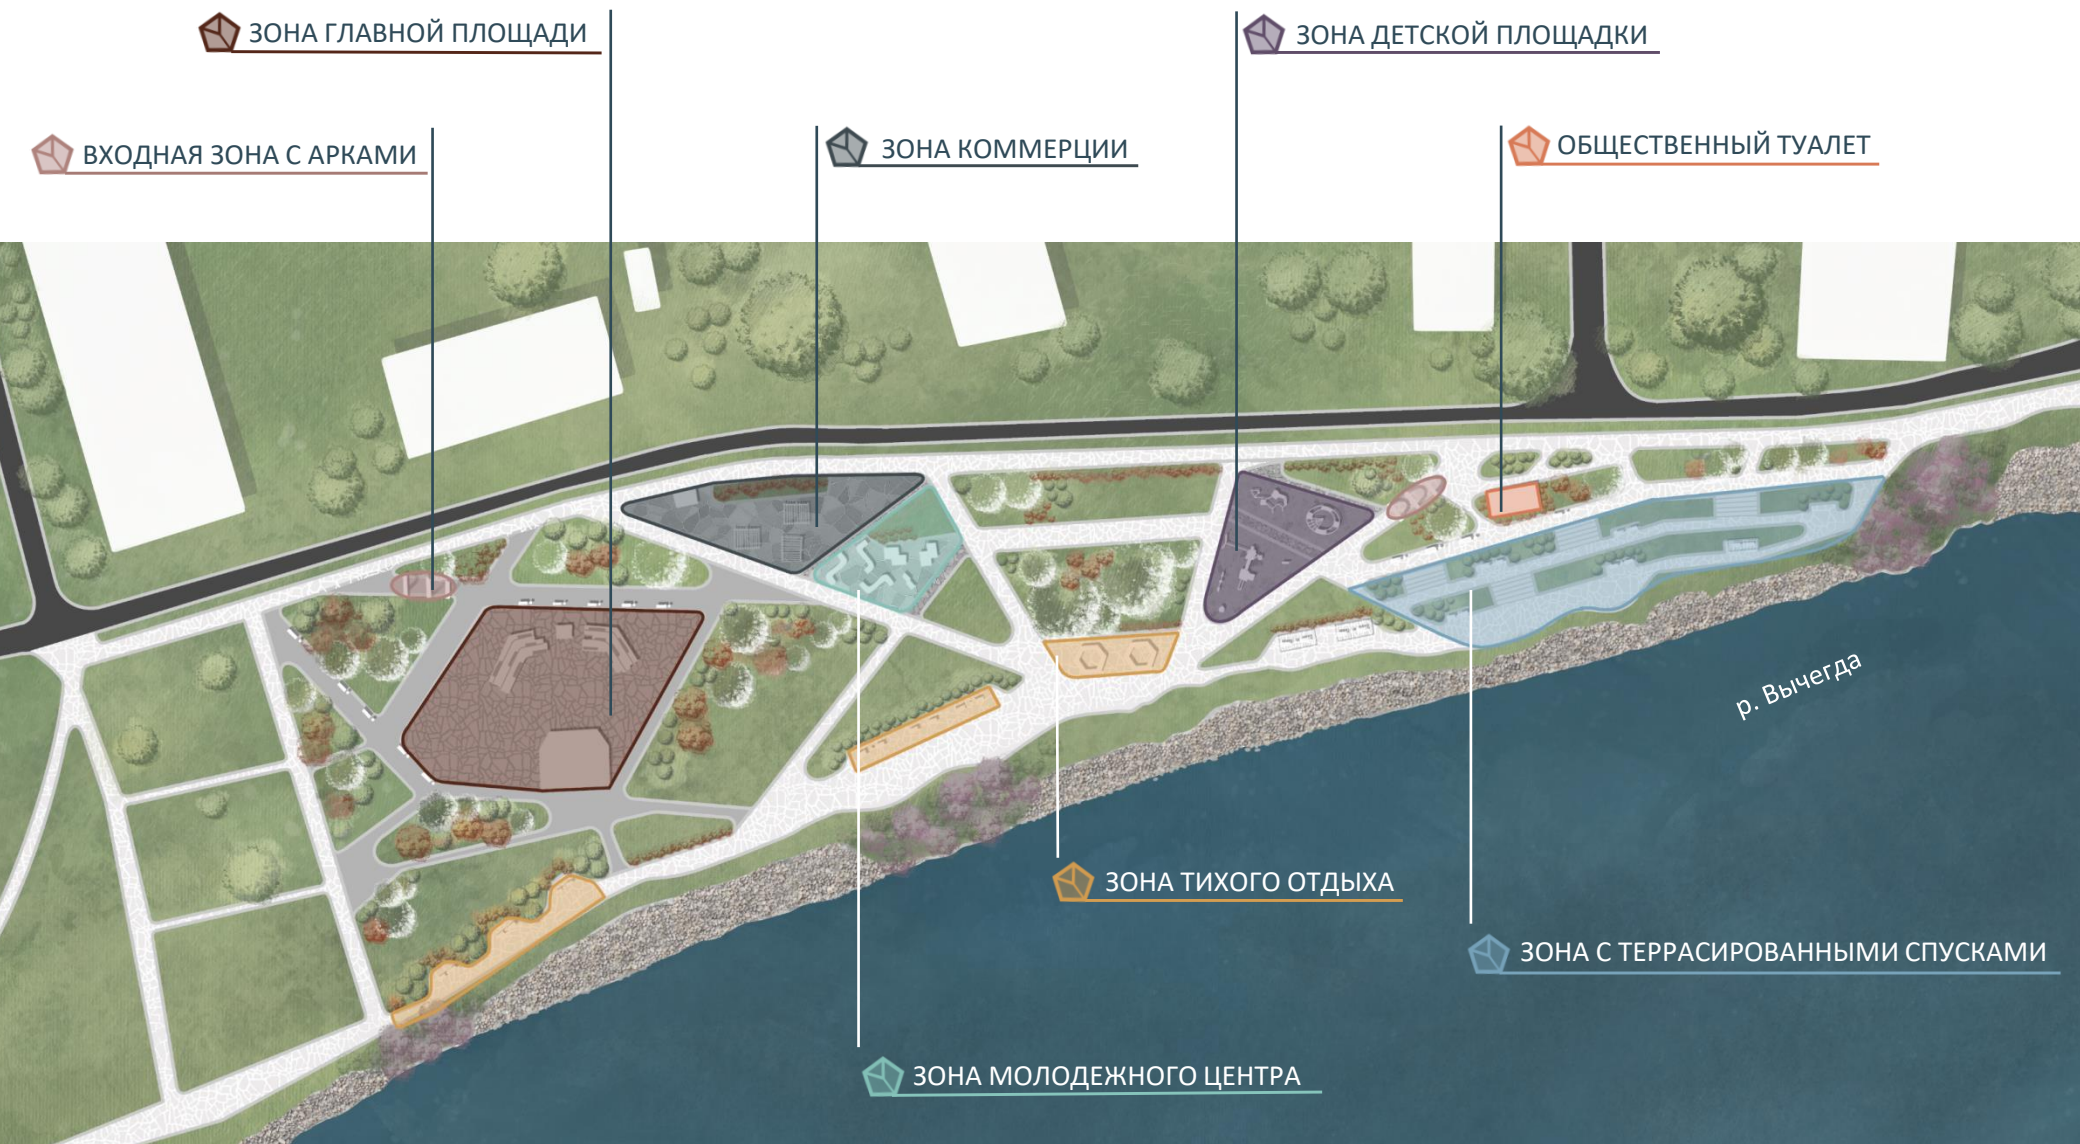 ЗОНА ГЛАВНОЙ ПЛОЩАДИ
ЗОНА ДЕТСКОЙ ПЛОЩАДКИ
ВХОДНАЯ ЗОНА С АРКАМИ
ЗОНА КОММЕРЦИИ
ОБЩЕСТВЕННЫЙ ТУАЛЕТ
р. Вычегда
ЗОНА ТИХОГО ОТДЫХА
ЗОНА С ТЕРРАСИРОВАННЫМИ СПУСКАМИ
ЗОНА МОЛОДЕЖНОГО ЦЕНТРА